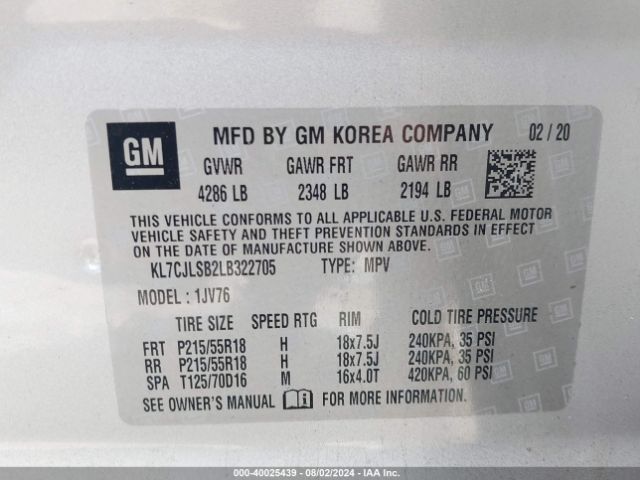 GM MFD BY GM KOREA COMPANY 02 / 20
GVWR GAWR FRT GAWR RR
4286 LB 2348 LB 2194 LB
THIS VEHICLE CONFORMS TO ALL APPLICABLE U.S. FEDERAL MOTOR
VEHICLE SAFETY AND THEFT PREVENTION STANDARDS IN EFFECT
ON THE DATE OF MANUFACTURE SHOWN ABOVE.
KL7CJLSB2LB322705 TYPE: MPV
MODEL : 1JV76
TIRE SIZE SPEED RTG RIM COLD TIRE PRESSURE
FRT P215/55R18 H 18x7.5J 240KPA, 35 PSI
RR P215/55R18 H 18x7.5J 240KPA, 35 PSI
SPA T125/70D16 M 16x4.0T 420KPA, 60 PSI
SEE OWNER'S MANUAL FOR MORE INFORMATION.
000-40025439 - 08/02/2024 - IAA Inc.